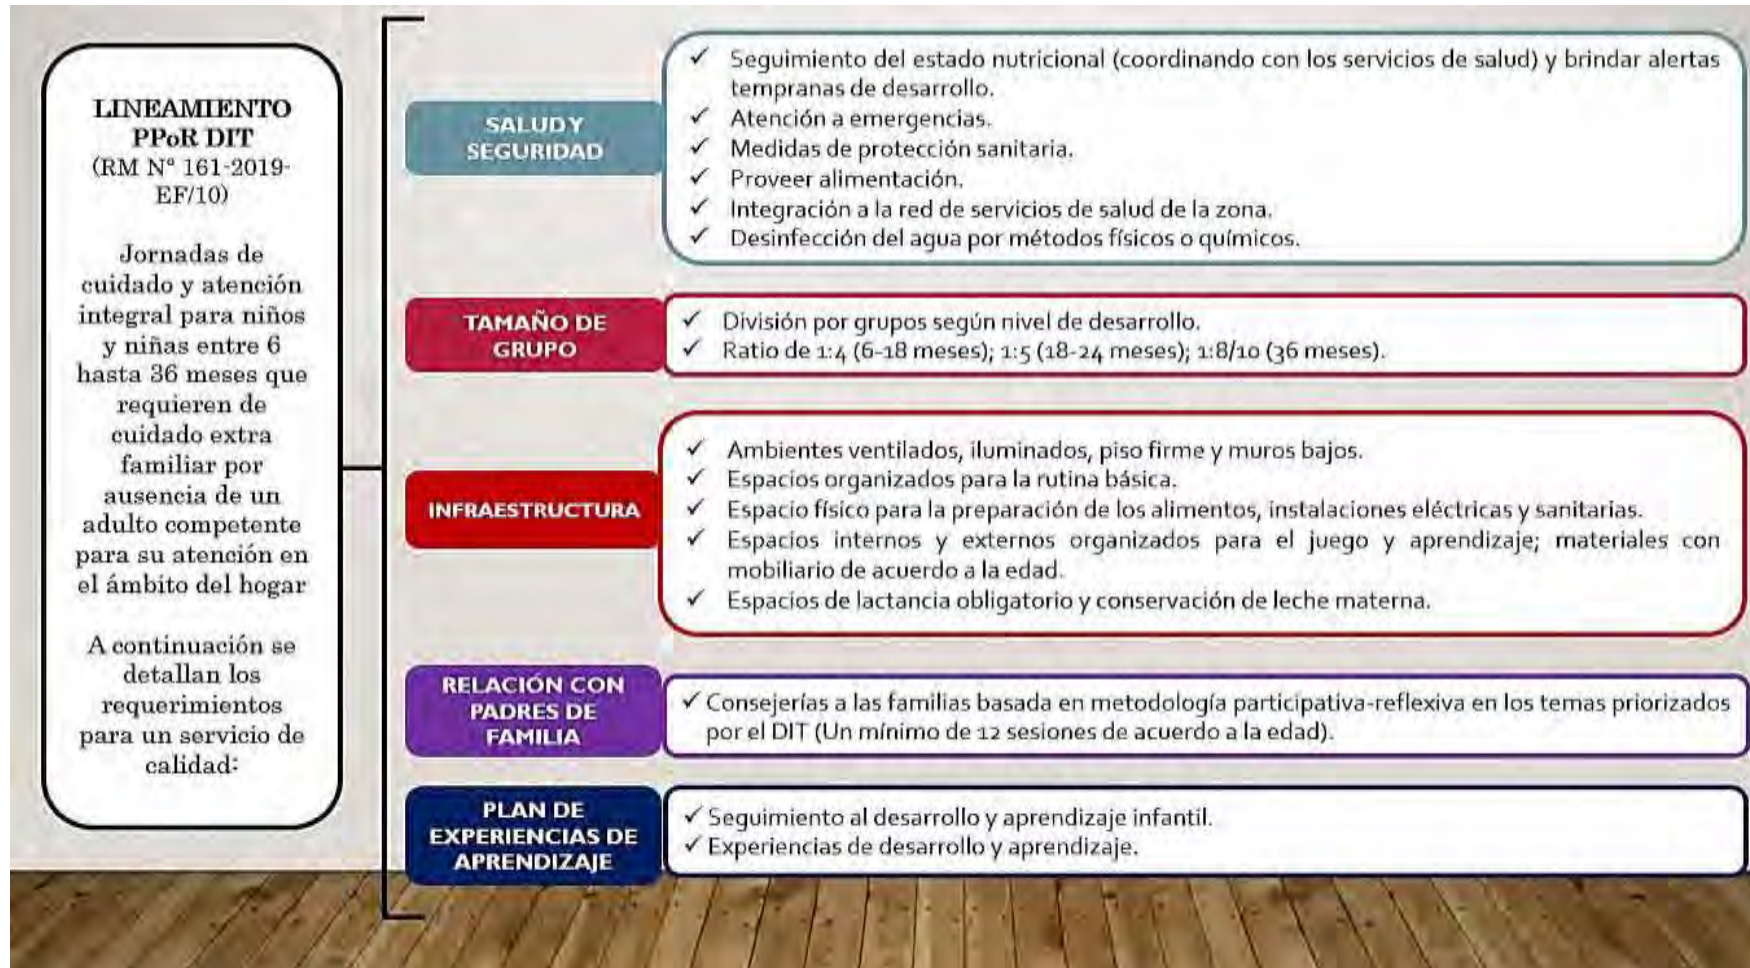 LINEAMIENTO
PPoR DIT
(RM N° 161-2019-
EF/10)
Jornadas de
cuidado y atención
integral para niños
y niñas entre 6
hasta 36 meses que
requieren de
cuidado extra
familiar por
ausencia de un
adulto competente
para su atención en
el ámbito del hogar
A continuación se
detallan los
requerimientos
para un servicio de
calidad:
SALUD Y
SEGURIDAD
✓ Seguimiento del estado nutricional (coordinando con los servicios de salud) y brindar alertas
tempranas de desarrollo.
✓ Atención a emergencias.
✓ Medidas de protección sanitaria.
✓ Proveer alimentación.
✓ Integración a la red de servicios de salud de la zona.
✓ Desinfección del agua por métodos físicos o químicos.
TAMAÑO DE
GRUPO
✓ División por grupos según nivel de desarrollo.
✓ Ratio de 1:4 (6-18 meses); 1:5 (18-24 meses); 1:8/10 (36 meses).
INFRAESTRUCTURA
✓ Ambientes ventilados, iluminados, piso firme y muros bajos.
✓ Espacios organizados para la rutina básica.
✓ Espacio físico para la preparación de los alimentos, instalaciones eléctricas y sanitarias.
✓ Espacios internos y externos organizados para el juego y aprendizaje; materiales con
mobiliario de acuerdo a la edad.
✓ Espacios de lactancia obligatorio y conservación de leche materna.
RELACIÓN CON
PADRES DE
FAMILIA
✓ Consejerías a las familias basada en metodología participativa-reflexiva en los temas priorizados
por el DIT (Un mínimo de 12 sesiones de acuerdo a la edad).
PLAN DE
EXPERIENCIAS DE
APRENDIZAJE
✓ Seguimiento al desarrollo y aprendizaje infantil.
✓ Experiencias de desarrollo y aprendizaje.